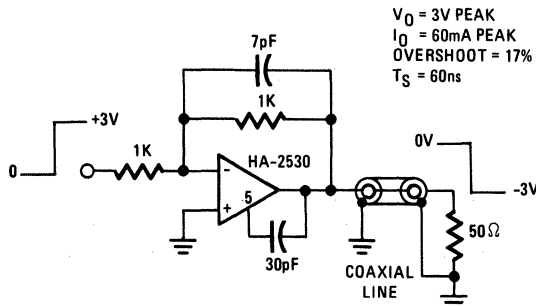 V₀ = 3V PEAK
I₀ = 60mA PEAK
OVERSHOOT = 17%
Tₛ = 60ns
7pF
1K
+3V
0
1K
HA-2530
-
+
5
30pF
0V
-3V
50Ω
COAXIAL
LINE